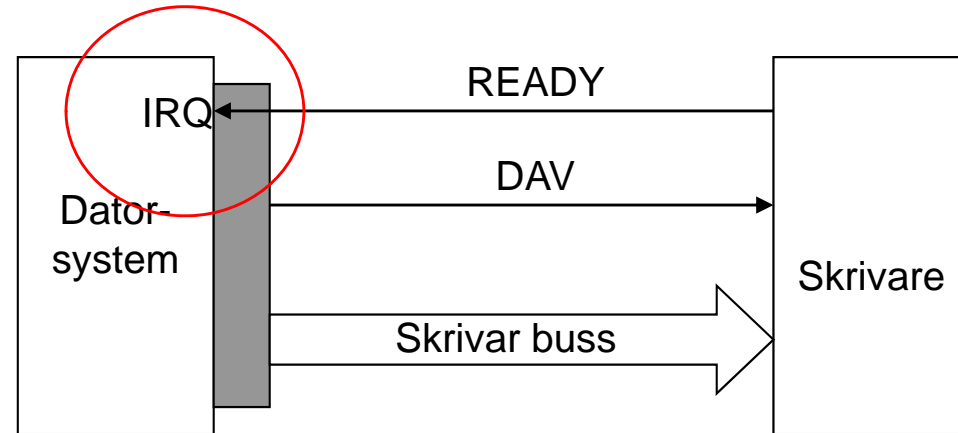 READY
IRQ
DAV
Dator-
system
Skrivare
Skrivar buss